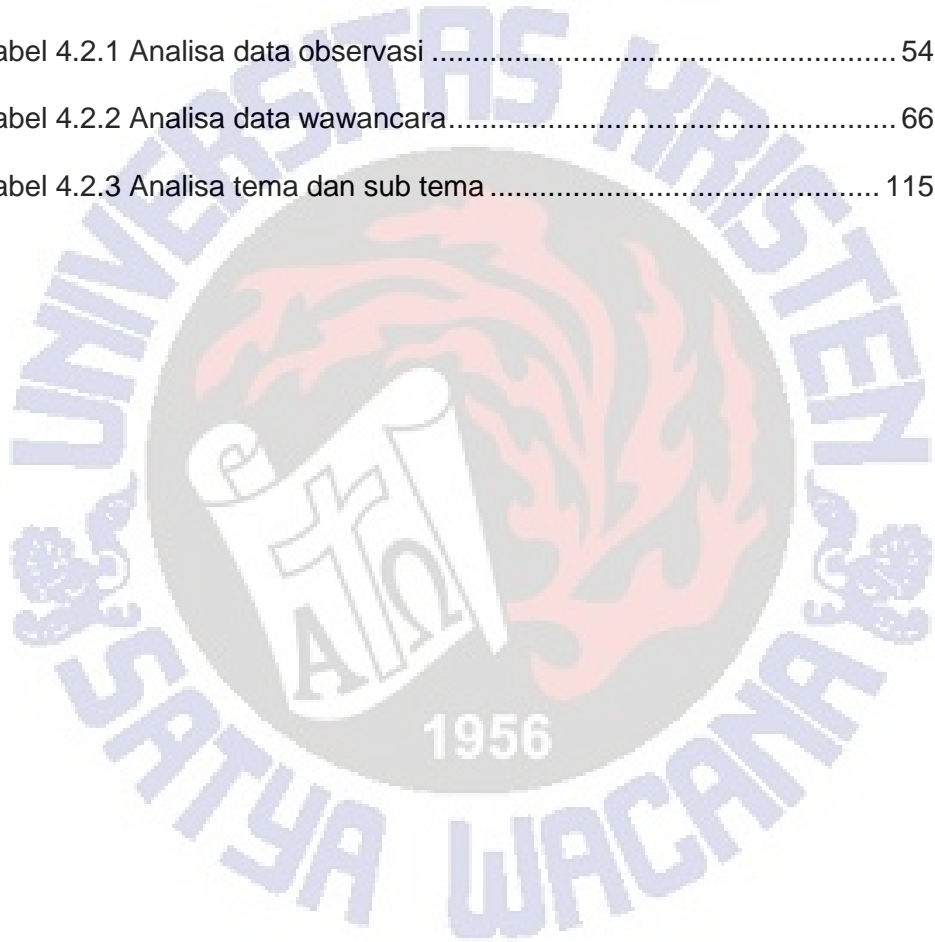 abel 4.2.1 Analisa data observasi ........................................................ 54
abel 4.2.2 Analisa data wawancara...................................................... 66
abel 4.2.3 Analisa tema dan sub tema ............................................... 115
UNIVERSITAS KRISTEN
Α Ω
1956
SATYA WACANA